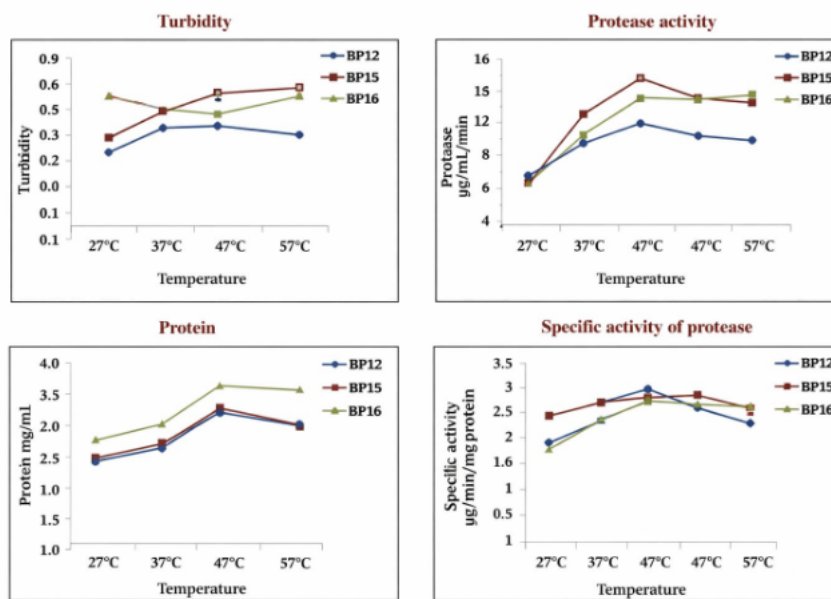 Turbidity
0.9
0.6
0.5
0.3
0.2
0.0
0.1
0.1
Turbbidity
27°C 37°C 47°C 57°C
Temperature
BP12
BP15
BP16
Protease activity
16
15
12
8
6
4
Protaase
yg/mL/min
27°C 37°C 47°C 47°C 57°C
Temperature
BP12
BP15
BP16
Protein
4.0
3.5
2.0
2.5
1.0
1.5
1.0
Protein mg/mL
27°C 37°C 47°C 57°C
Temperature
BP12
BP15
BP16
Specific activity of protease
3.5
3
2.5
2
1.6
1
0.5
1
Specific activity
yg/min/mg protein
27°C 37°C 47°C 47°C 57°C
Temperature
BP12
BP15
BP16